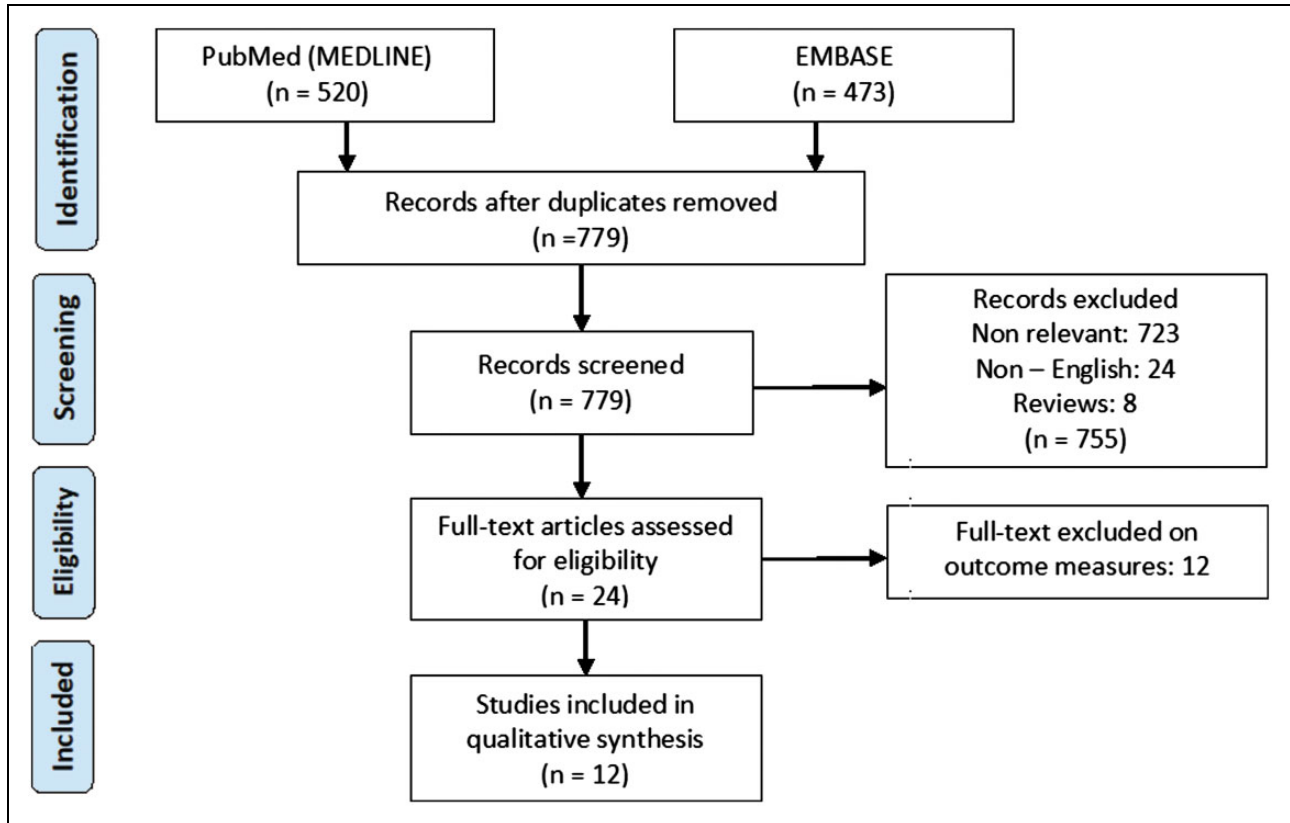 Identification
PubMed (MEDLINE)
(n = 520)
EMBASE
(n = 473)
Records after duplicates removed
(n =779)
Screening
Records screened
(n = 779)
Records excluded
Non relevant: 723
Non – English: 24
Reviews: 8
(n = 755)
Eligibility
Full-text articles assessed
for eligibility
(n = 24)
Full-text excluded on
outcome measures: 12
Included
Studies included in
qualitative synthesis
(n = 12)